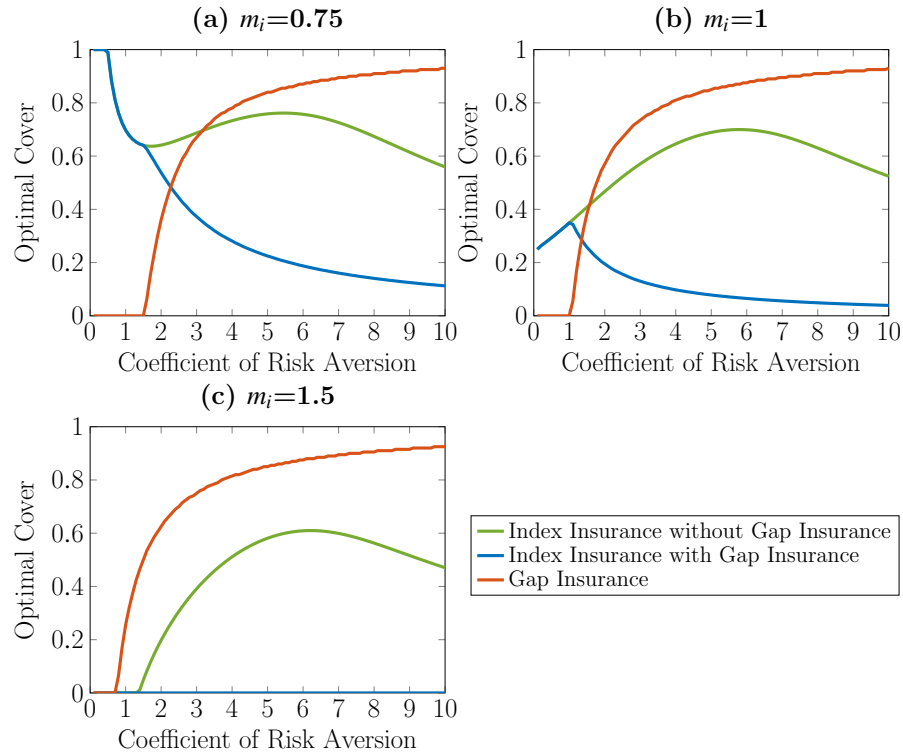 (a) m_i=0.75
Optimal Cover
1
0.8
0.6
0.4
0.2
0
0 1 2 3 4 5 6 7 8 9 10
Coefficient of Risk Aversion
(b) m_i=1
Optimal Cover
1
0.8
0.6
0.4
0.2
0
0 1 2 3 4 5 6 7 8 9 10
Coefficient of Risk Aversion
(c) m_i=1.5
Optimal Cover
1
0.8
0.6
0.4
0.2
0
0 1 2 3 4 5 6 7 8 9 10
Coefficient of Risk Aversion
Index Insurance without Gap Insurance
Index Insurance with Gap Insurance
Gap Insurance